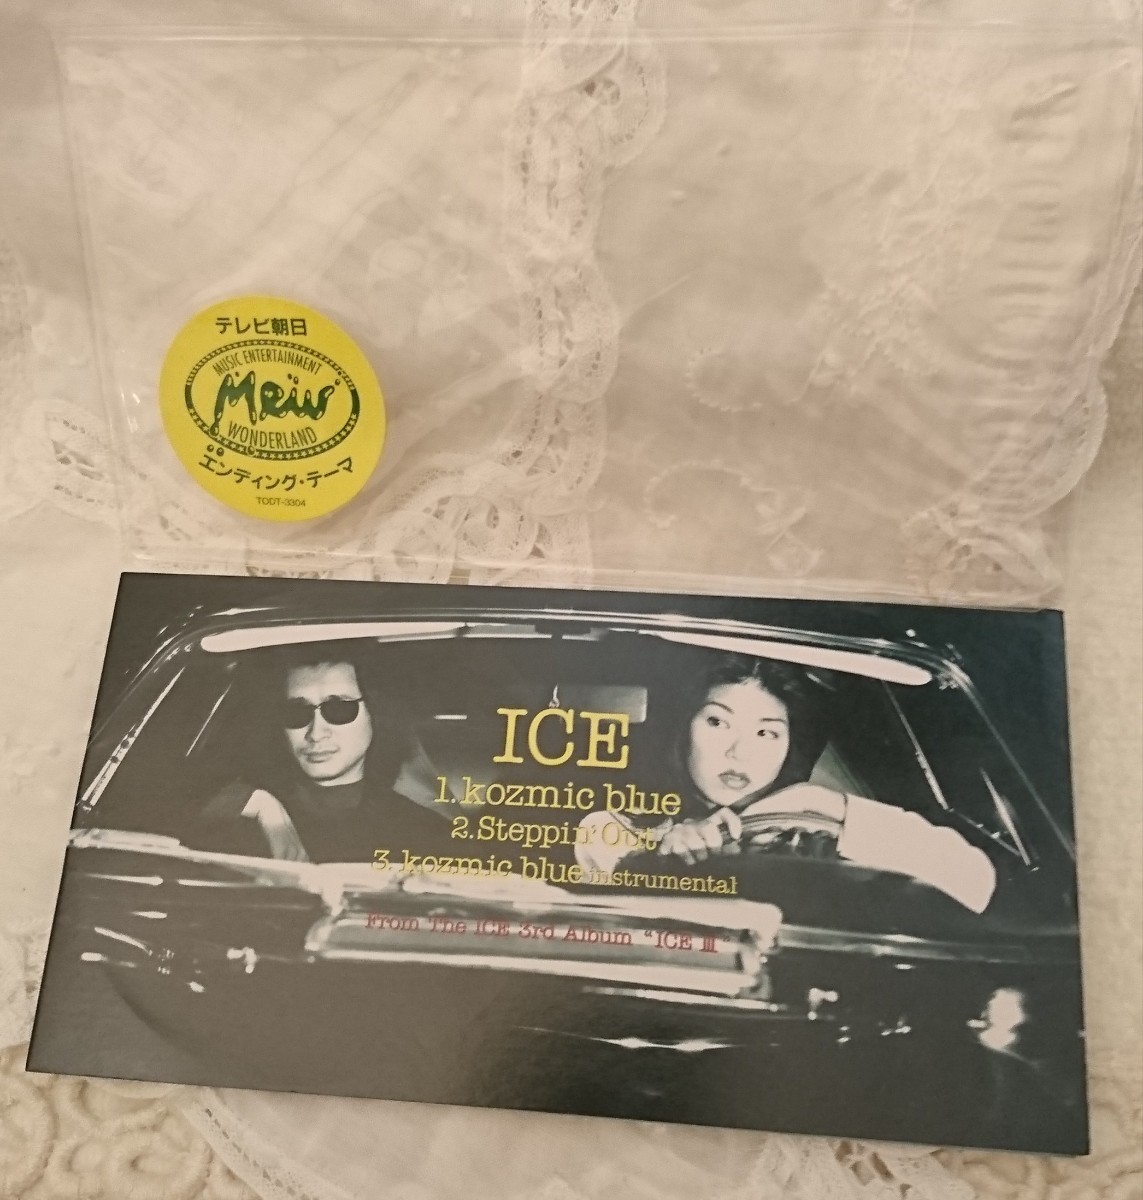 テレビ朝日
MUSIC ENTERTAINMENT
WONDERLAND
エンディング・テーマ
TODT-3304
ICE
1. kozmic blue
2. Steppin' Out
3. kozmic blue instrumental
From The ICE 3rd Album "ICE Ⅲ"